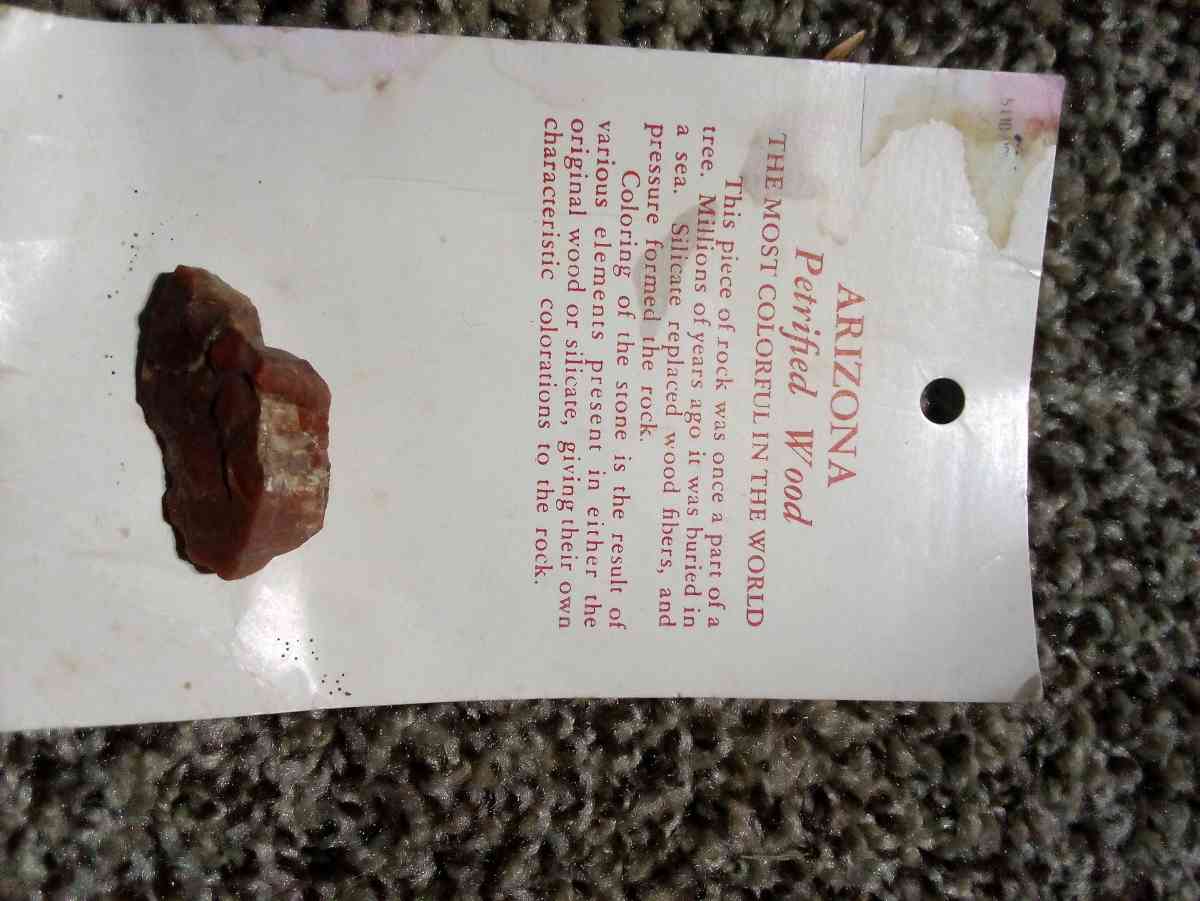 ARIZONA
Petrified Wood
THE MOST COLORFUL IN THE WORLD
This piece of rock was once a part of a
tree. Millions of years ago it was buried in
a sea. Silicate replaced wood fibers, and
pressure formed the rock.
Coloring of the stone is the result of
various elements present in either the
original wood or silicate, giving their own
characteristic colorations to the rock.